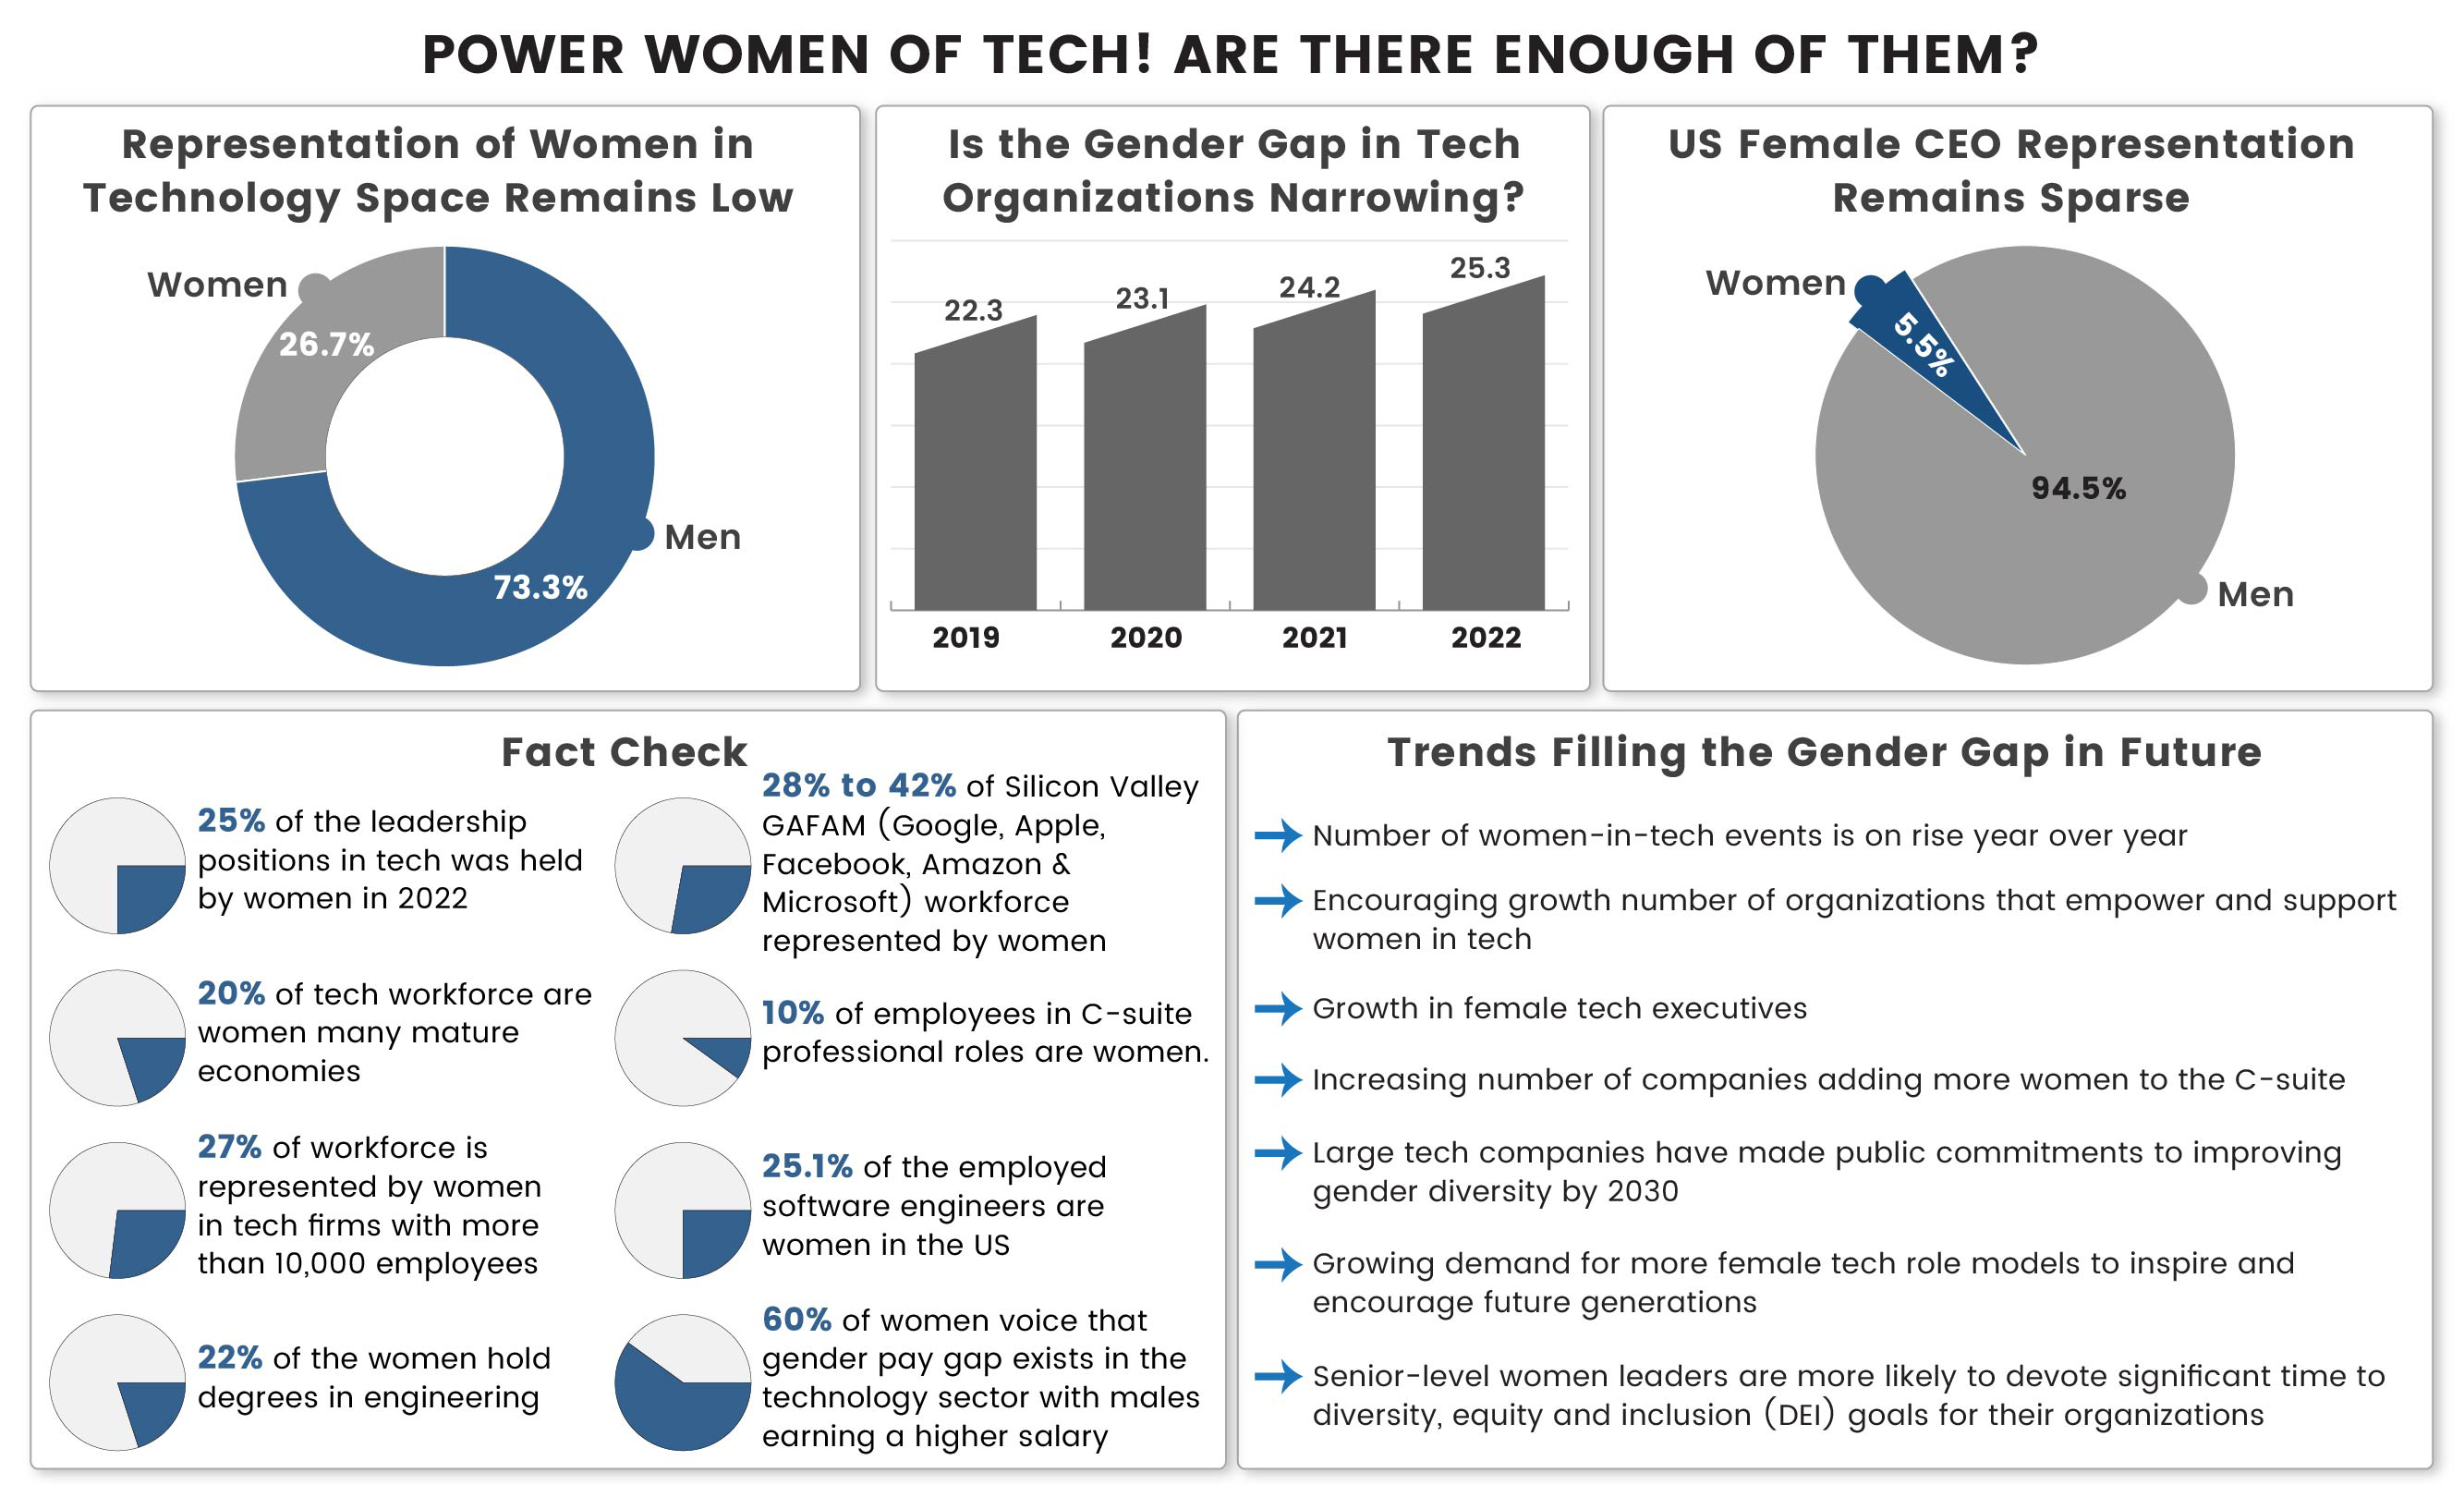 POWER WOMEN OF TECH! ARE THERE ENOUGH OF THEM?
Representation of Women in
Technology Space Remains Low
Women
26.7%
Men
73.3%
Is the Gender Gap in Tech
Organizations Narrowing?
22.3
23.1
24.2
25.3
2019
2020
2021
2022
US Female CEO Representation
Remains Sparse
Women
5.5%
94.5%
Men
Fact Check
25% of the leadership
positions in tech was held
by women in 2022
20% of tech workforce are
women many mature
economies
27% of workforce is
represented by women
in tech firms with more
than 10,000 employees
22% of the women hold
degrees in engineering
28% to 42% of Silicon Valley
GAFAM (Google, Apple,
Facebook, Amazon &
Microsoft) workforce
represented by women
10% of employees in C-suite
professional roles are women.
25.1% of the employed
software engineers are
women in the US
60% of women voice that
gender pay gap exists in the
technology sector with males
earning a higher salary
Trends Filling the Gender Gap in Future
Number of women-in-tech events is on rise year over year
Encouraging growth number of organizations that empower and support
women in tech
Growth in female tech executives
Increasing number of companies adding more women to the C-suite
Large tech companies have made public commitments to improving
gender diversity by 2030
Growing demand for more female tech role models to inspire and
encourage future generations
Senior-level women leaders are more likely to devote significant time to
diversity, equity and inclusion (DEI) goals for their organizations